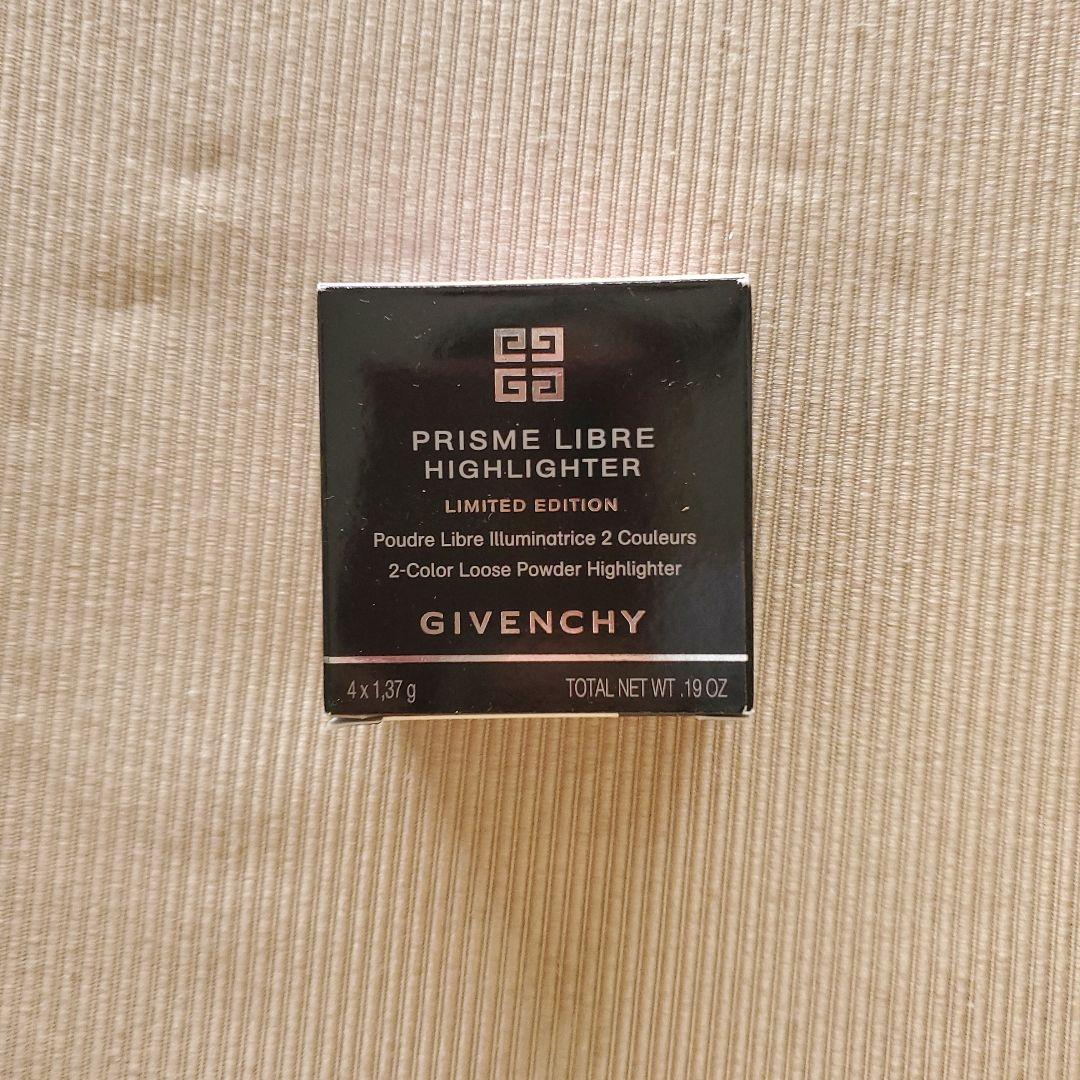 PRISME LIBRE
HIGHLIGHTER
LIMITED EDITION
Poudre Libre Illuminatrice 2 Couleurs
2-Color Loose Powder Highlighter
GIVENCHY
4 x 1,37 g TOTAL NET WT .19 OZ